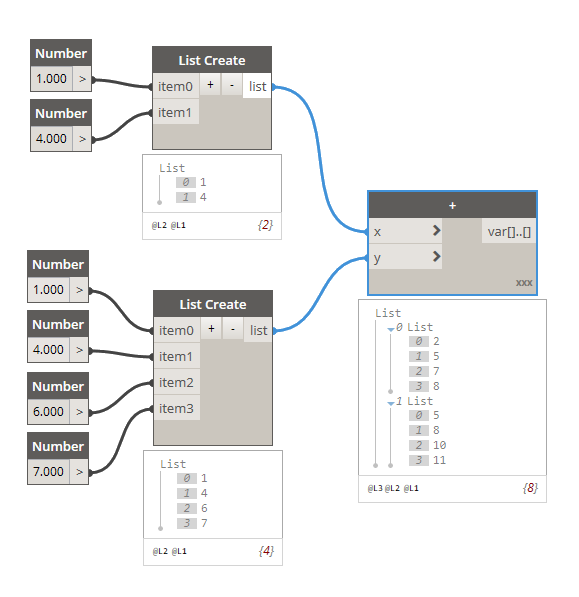 Number
1.000 >
Number
4.000 >
List Create
item0 + - list
item1
List
0 1
1 4
@L2 @L1 {2}
Number
1.000 >
Number
4.000 >
Number
6.000 >
Number
7.000 >
List Create
item0 + - list
item1
item2
item3
List
0 1
1 4
2 6
3 7
@L2 @L1 {4}
+
x > var[]..[]
y >
xxx
List
0 List
0 2
1 5
2 7
3 8
1 List
0 5
1 8
2 10
3 11
@L3 @L2 @L1 {8}